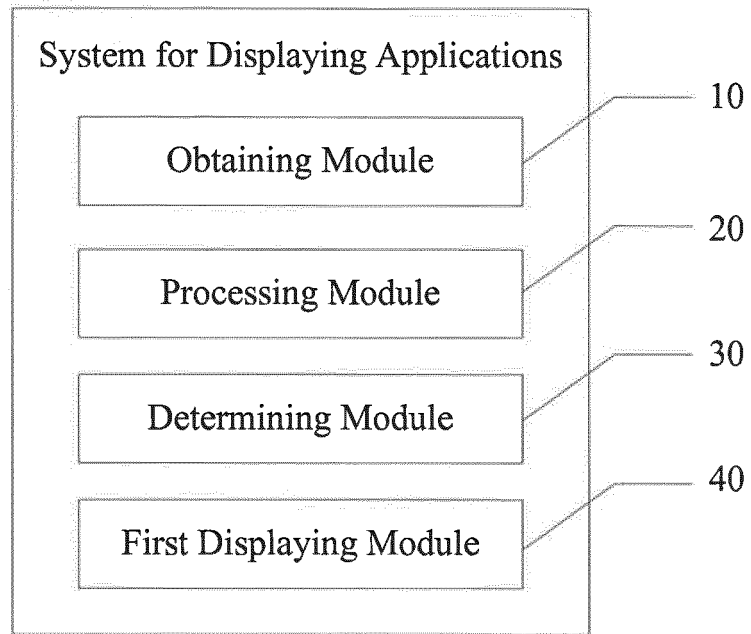 System for Displaying Applications
Obtaining Module
10
Processing Module
20
Determining Module
30
First Displaying Module
40